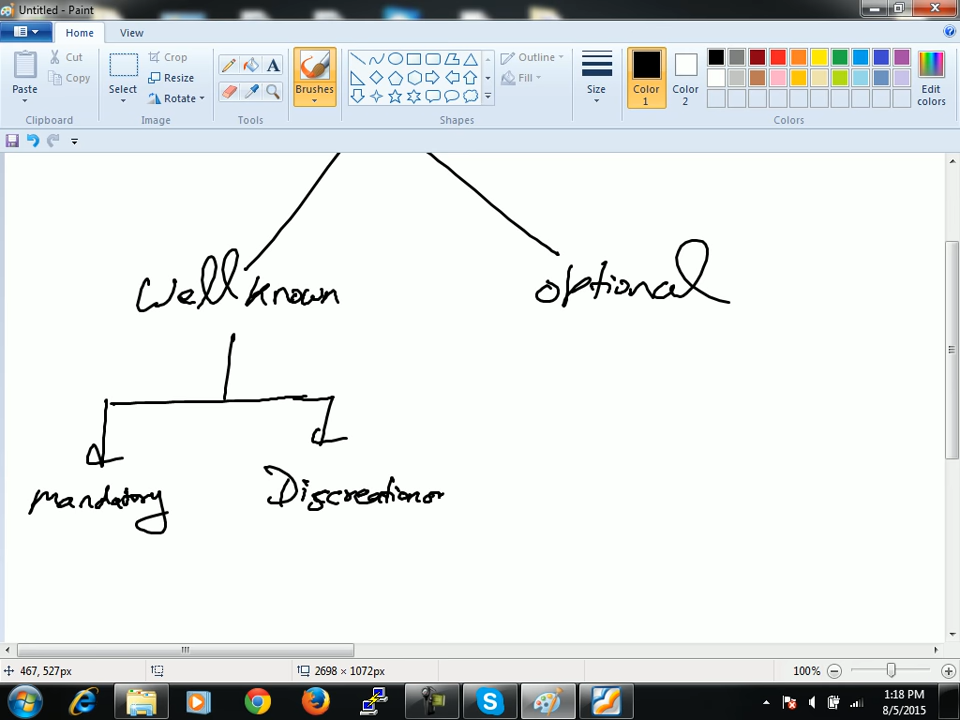 Untitled - Paint
Home View
Paste
Cut
Copy
Clipboard
Select
Crop
Resize
Rotate
Image
Tools
Brushes
Outline
Fill
Shapes
Size
Color 1
Color 2
Edit colors
Colors
Well known optional
mandatory Discreationor
467, 527px 2698 × 1072px 100%
1:18 PM
8/5/2015